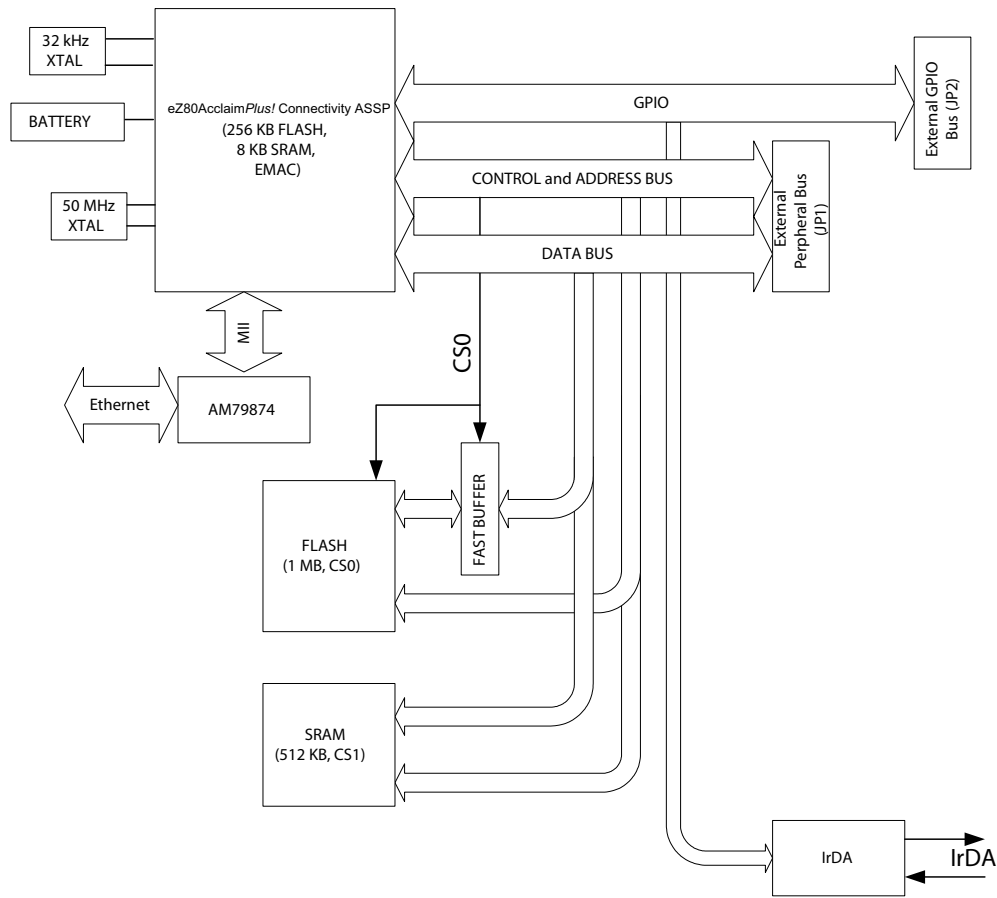 32 kHz
XTAL
BATTERY
50 MHz
XTAL
eZ80AcclaimPlus! Connectivity ASSP
(256 KB FLASH,
8 KB SRAM,
EMAC)
GPIO
External GPIO
Bus (JP2)
CONTROL and ADDRESS BUS
External
Perpheral Bus
(JP1)
DATA BUS
MII
CS0
Ethernet
AM79874
FAST BUFFER
FLASH
(1 MB, CS0)
SRAM
(512 KB, CS1)
IrDA
IrDA